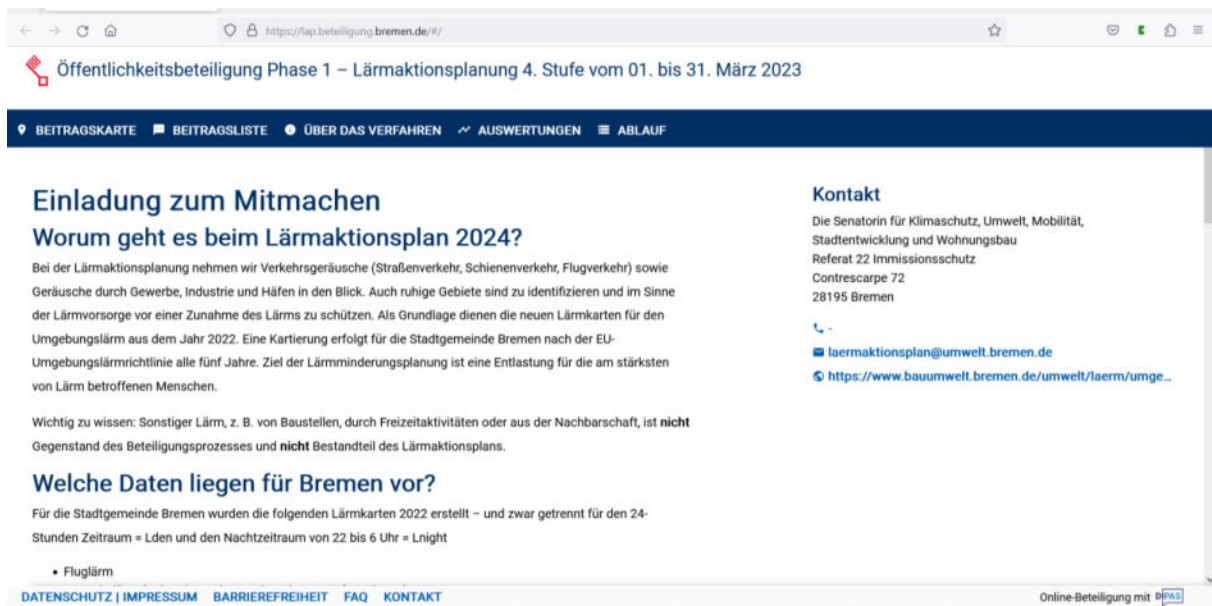 https://lap.beteiligung.bremen.de/#/
Öffentlichkeitsbeteiligung Phase 1 – Lärmaktionsplanung 4. Stufe vom 01. bis 31. März 2023
BEITRAGSKARTE BEITRAGSLISTE ÜBER DAS VERFAHREN AUSWERTUNGEN ABLAUF
Einladung zum Mitmachen
Worum geht es beim Lärmaktionsplan 2024?
Bei der Lärmaktionsplanung nehmen wir Verkehrsgeräusche (Straßenverkehr, Schienenverkehr, Flugverkehr) sowie
Geräusche durch Gewerbe, Industrie und Häfen in den Blick. Auch ruhige Gebiete sind zu identifizieren und im Sinne
der Lärmvorsorge vor einer Zunahme des Lärms zu schützen. Als Grundlage dienen die neuen Lärmkarten für den
Umgebungslärm aus dem Jahr 2022. Eine Kartierung erfolgt für die Stadtgemeinde Bremen nach der EU-
Umgebungslärmrichtlinie alle fünf Jahre. Ziel der Lärmminderungsplanung ist eine Entlastung für die am stärksten
von Lärm betroffenen Menschen.
Wichtig zu wissen: Sonstiger Lärm, z. B. von Baustellen, durch Freizeitaktivitäten oder aus der Nachbarschaft, ist nicht
Gegenstand des Beteiligungsprozesses und nicht Bestandteil des Lärmaktionsplans.
Welche Daten liegen für Bremen vor?
Für die Stadtgemeinde Bremen wurden die folgenden Lärmkarten 2022 erstellt – und zwar getrennt für den 24-
Stunden Zeitraum = Lden und den Nachtzeitraum von 22 bis 6 Uhr = Lnight
• Fluglärm
Kontakt
Die Senatorin für Klimaschutz, Umwelt, Mobilität,
Stadtentwicklung und Wohnungsbau
Referat 22 Immissionsschutz
Contrescarpe 72
28195 Bremen
-
laermaktionsplan@umwelt.bremen.de
https://www.bauumwelt.bremen.de/umwelt/laerm/umge...
DATENSCHUTZ | IMPRESSUM BARRIEREFREIHEIT FAQ KONTAKT
Online-Beteiligung mit DIPAS